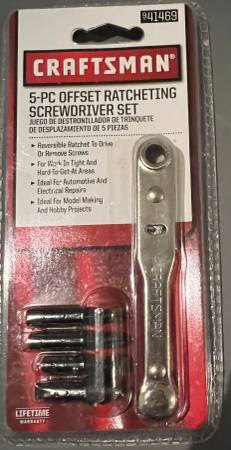 941469
CRAFTSMAN
5-PC OFFSET RATCHETING
SCREWDRIVER SET
JUEGO DE DESTRONILLADOR DE TRINQUETE
DE DESPLAZAMIENTO DE 5 PIEZAS
Reversible Ratchet To Drive
Or Remove Screws
For Work In Tight And
Hard-To-Get-At Areas
Ideal For Automotive And
Electrical Repairs
Ideal For Model Making
And Hobby Projects
CRAFTSMAN
LIFETIME
WARRANTY